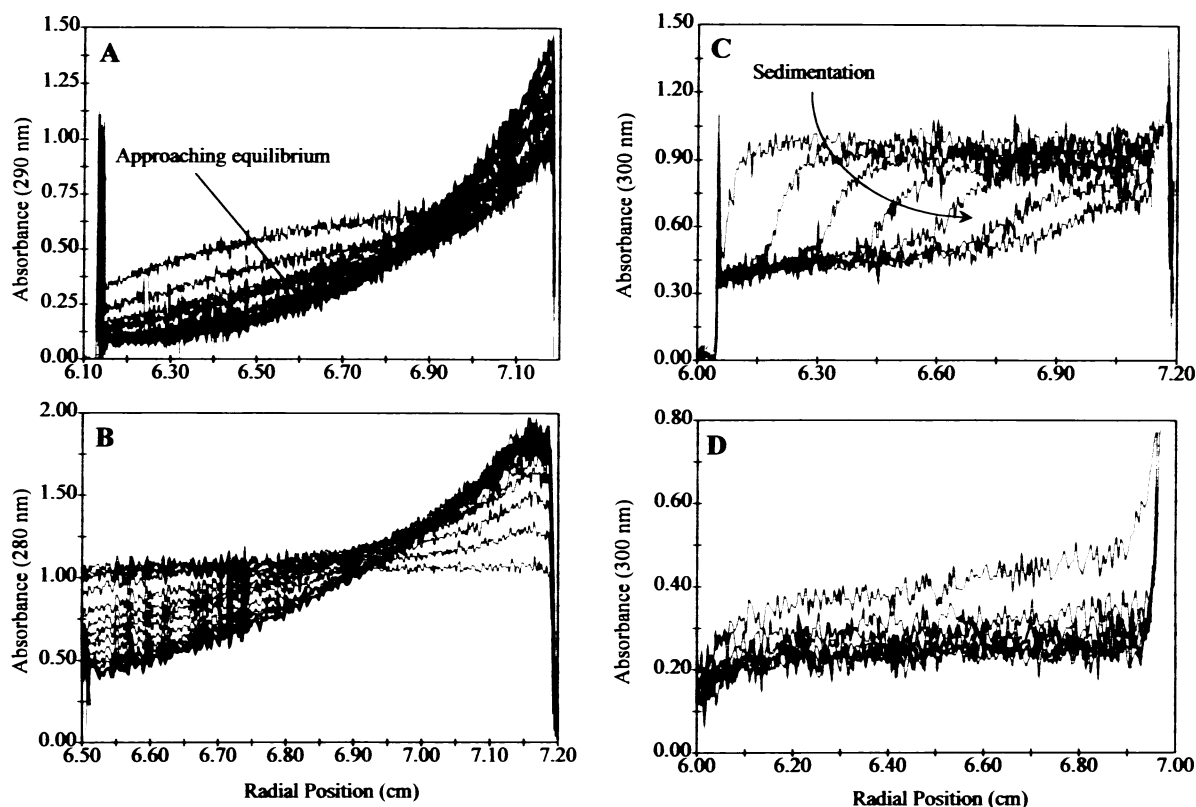 A
Absorbance (290 nm)
1.50
1.25
1.00
0.75
0.50
0.25
0.00
Approaching equilibrium
6.10 6.30 6.50 6.70 6.90 7.10
C
Absorbance (300 nm)
1.50
1.20
0.90
0.60
0.30
0.00
Sedimentation
6.00 6.30 6.60 6.90 7.20
B
Absorbance (280 nm)
2.00
1.50
1.00
0.50
0.00
6.50 6.60 6.70 6.80 6.90 7.00 7.10 7.20
Radial Position (cm)
D
Absorbance (300 nm)
0.80
0.60
0.40
0.20
0.00
6.00 6.20 6.40 6.60 6.80 7.00
Radial Position (cm)